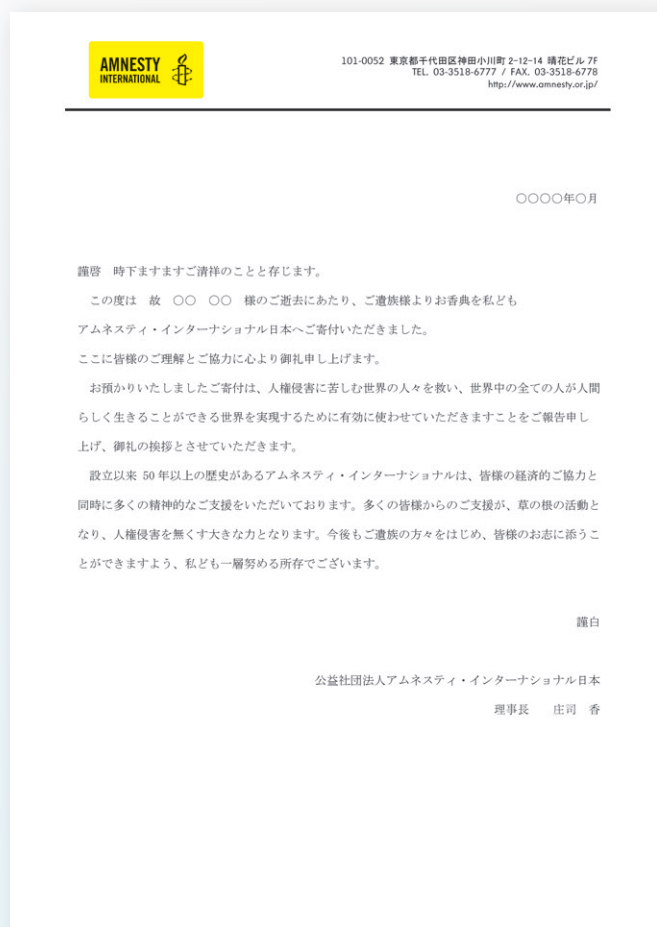 AMNESTY
INTERNATIONAL
101-0052 東京都千代田区神田小川町 2-12-14 晴花ビル 7F
TEL. 03-3518-6777 / FAX. 03-3518-6778
http://www.amnesty.or.jp/
○○○○年○月
謹啓　時下ますますご清祥のことと存じます。
この度は　故　○○　○○　様のご逝去にあたり、ご遺族様よりお香典を私ども
アムネスティ・インターナショナル日本へご寄付いただきました。
ここに皆様のご理解とご協力に心より御礼申し上げます。
お預かりいたしましたご寄付は、人権侵害に苦しむ世界の人々を救い、世界中の全ての人が人間
らしく生きることができる世界を実現するために有効に使わせていただきますことをご報告申し
上げ、御礼の挨拶とさせていただきます。
設立以来 50 年以上の歴史があるアムネスティ・インターナショナルは、皆様の経済的ご協力と
同時に多くの精神的なご支援をいただいております。多くの皆様からのご支援が、草の根の活動と
なり、人権侵害を無くす大きな力となります。今後もご遺族の方々をはじめ、皆様のお志に添うこ
とができますよう、私ども一層努める所存でございます。
謹白
公益社団法人アムネスティ・インターナショナル日本
理事長　庄司　香